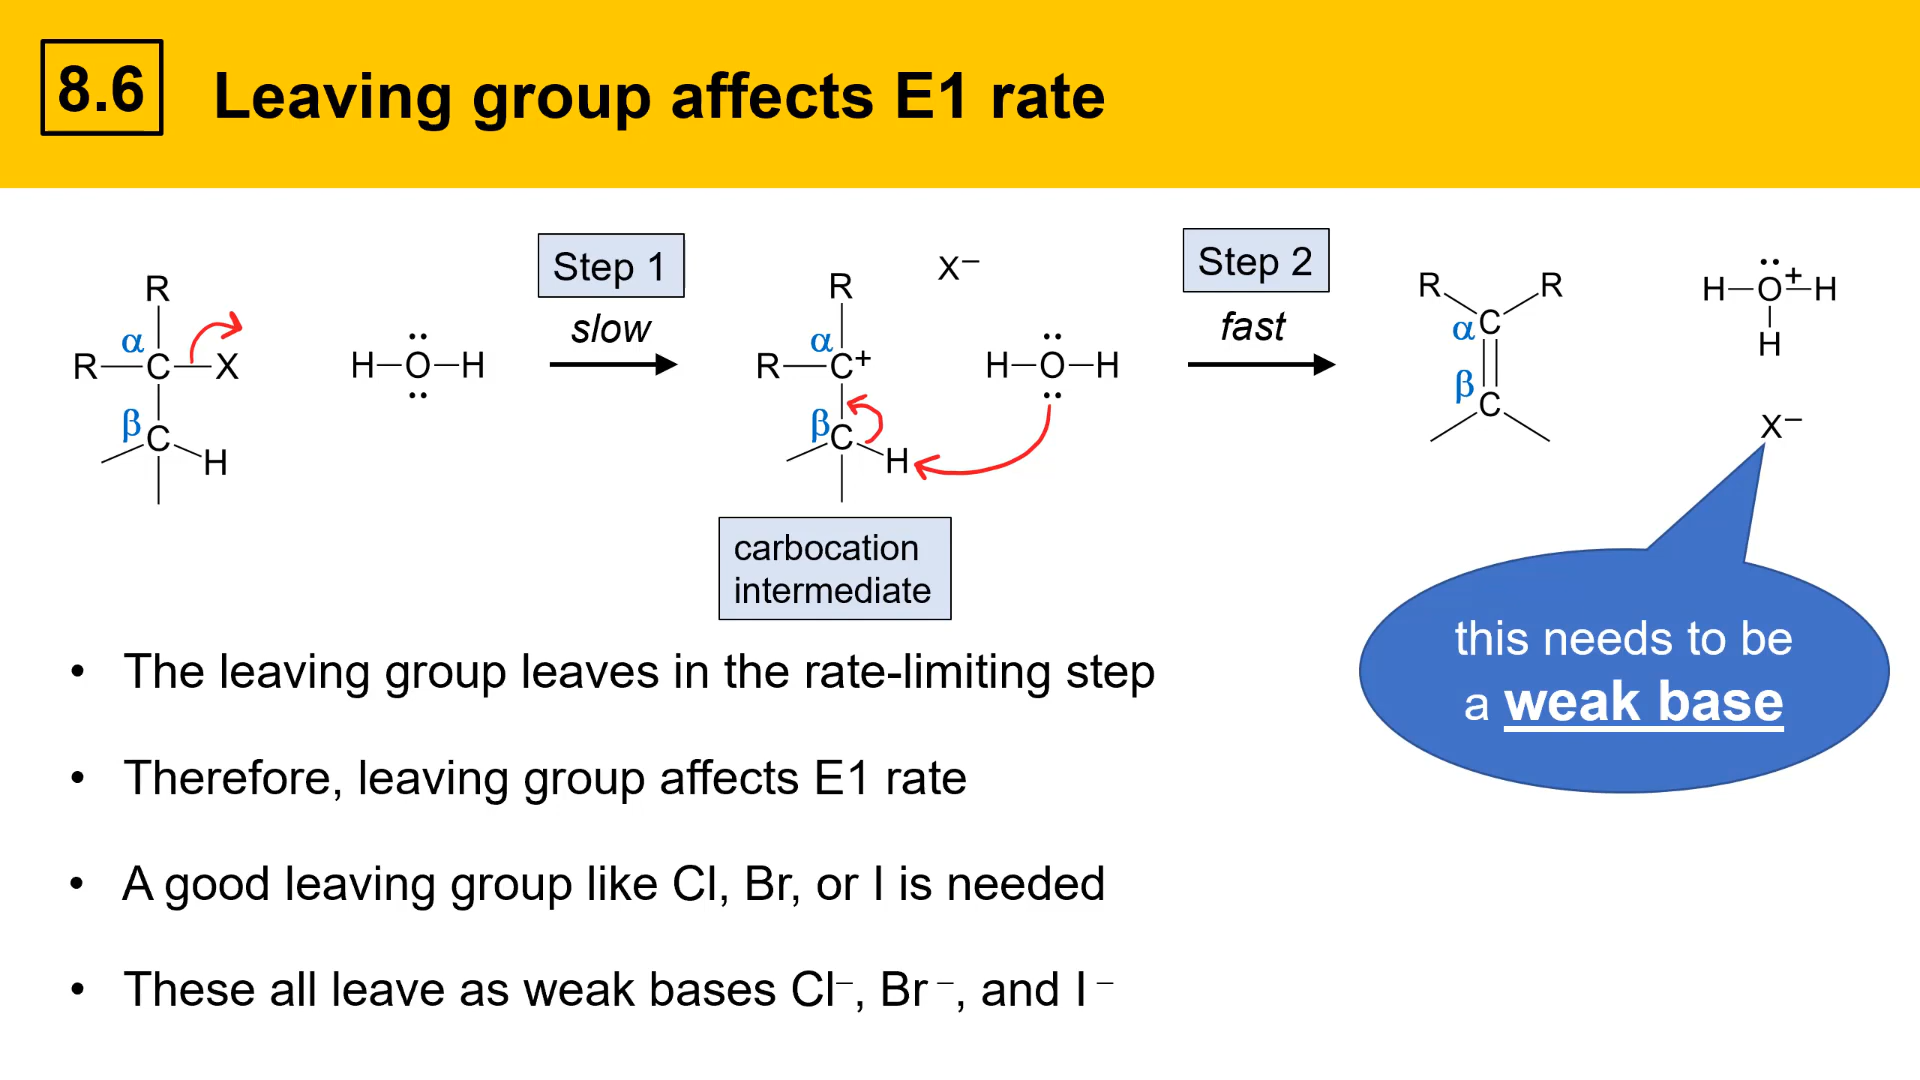 8.6
Leaving group affects E1 rate
R
α
R—C—X
β
C
H
H—O—H
Step 1
slow
R
α
R—C+
β
C
H
X–
H—O—H
carbocation
intermediate
Step 2
fast
R R
α C
β C
H—O+—H
H
X–
this needs to be
a weak base
• The leaving group leaves in the rate-limiting step
• Therefore, leaving group affects E1 rate
• A good leaving group like Cl, Br, or I is needed
• These all leave as weak bases Cl–, Br –, and I –